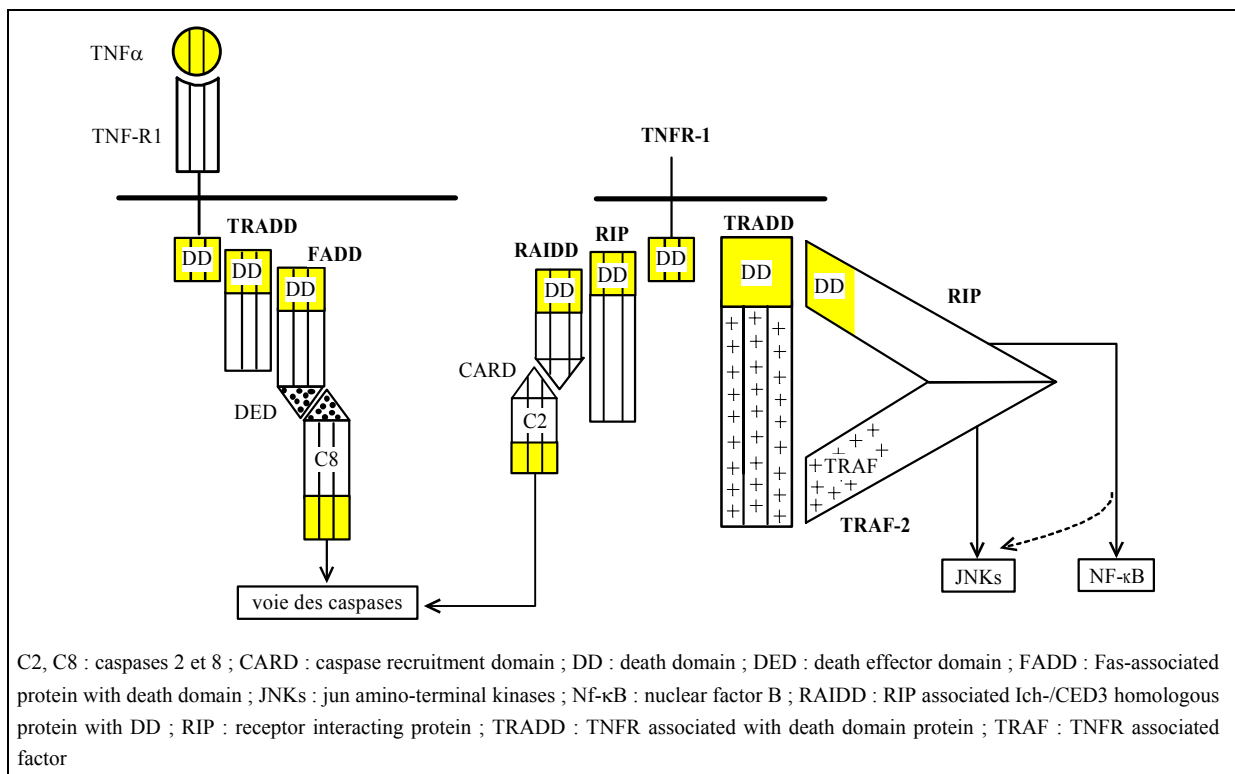 TNFα
TNF-R1
TNFR-1
TRADD
FADD
RAIDD
RIP
TRADD
RIP
DD
DD
DD
DD
DD
DD
DD
DD
CARD
DED
C2
C8
TRAF
TRAF-2
voie des caspases
JNKs
NF-κB
C2, C8 : caspases 2 et 8 ; CARD : caspase recruitment domain ; DD : death domain ; DED : death effector domain ; FADD : Fas-associated
protein with death domain ; JNKs : jun amino-terminal kinases ; Nf-κB : nuclear factor B ; RAIDD : RIP associated Ich-/CED3 homologous
protein with DD ; RIP : receptor interacting protein ; TRADD : TNFR associated with death domain protein ; TRAF : TNFR associated
factor